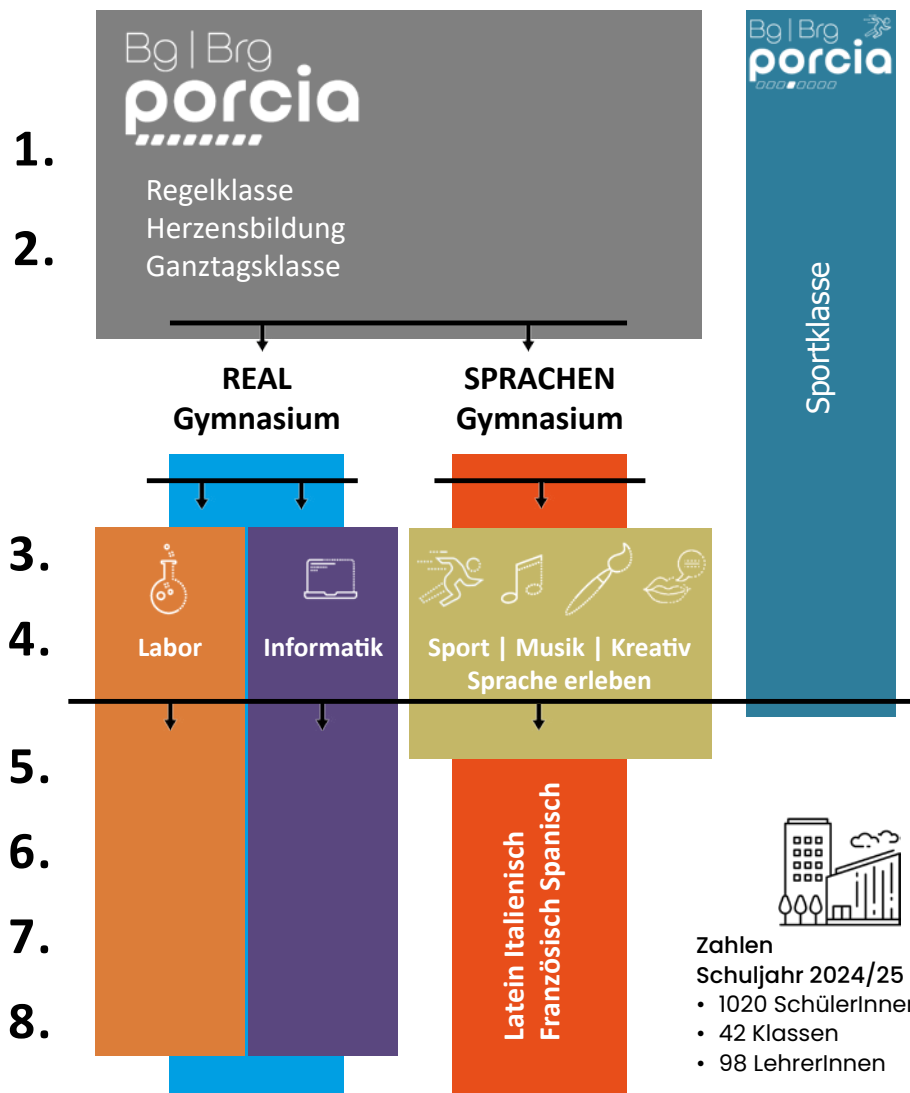 Bg | Brg
porcia
1.
2.
Regelklasse
Herzensbildung
Ganztagsklasse
Bg | Brg
porcia
Sportklasse
REAL
Gymnasium
SPRACHEN
Gymnasium
3.
4.
Labor
Informatik
Sport | Musik | Kreativ
Sprache erleben
5.
6.
7.
8.
Latein Italienisch
Französisch Spanisch
Zahlen
Schuljahr 2024/25
• 1020 SchülerInnen
• 42 Klassen
• 98 LehrerInnen